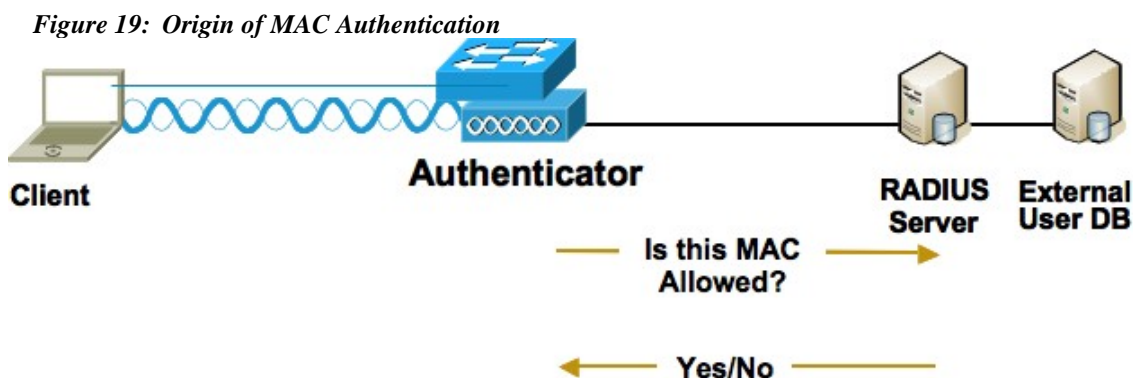 Figure 19: Origin of MAC Authentication
Client
Authenticator
RADIUS
Server
External
User DB
Is this MAC
Allowed?
Yes/No